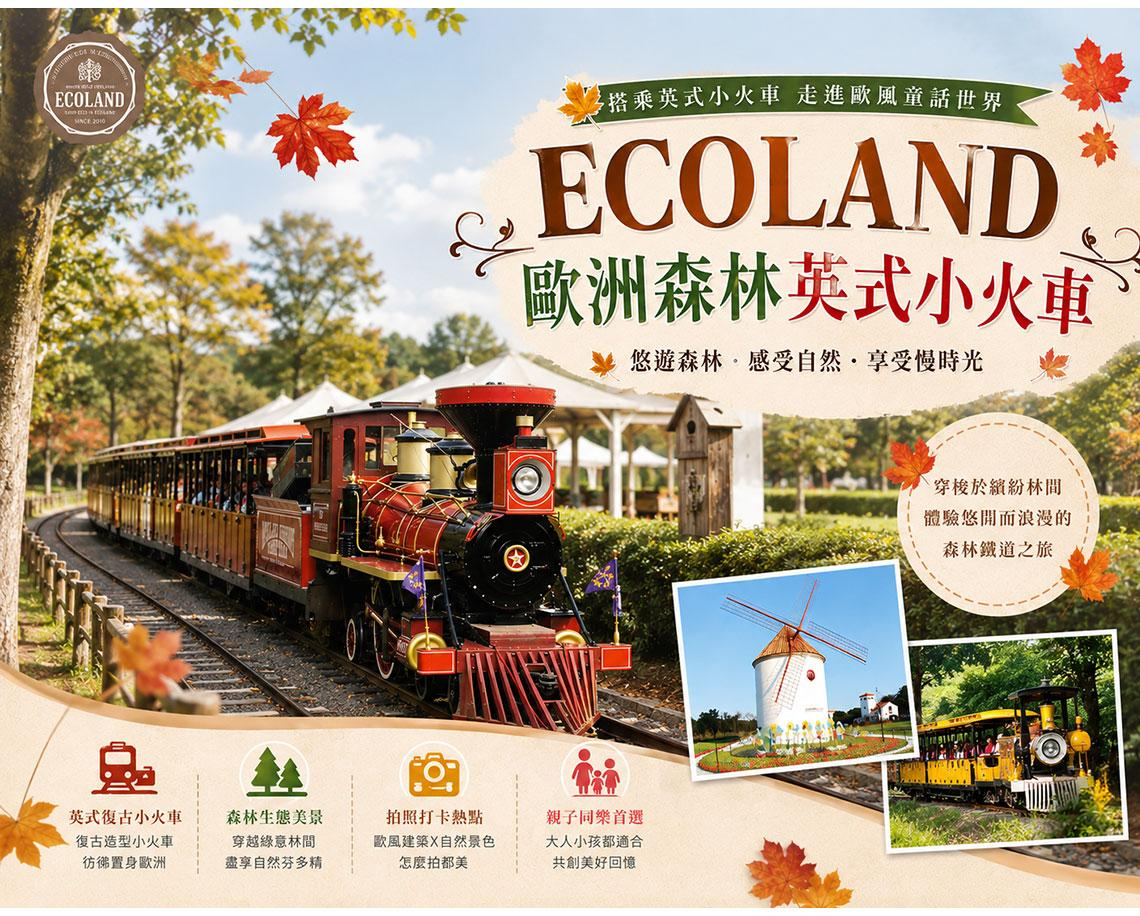 ECOLAND
SINCE 2010
搭乘英式小火車 走進歐風童話世界
ECOLAND
歐洲森林英式小火車
悠遊森林・感受自然・享受慢時光
穿梭於繽紛林間
體驗悠閒而浪漫的
森林鐵道之旅
英式復古小火車
復古造型小火車
彷彿置身歐洲
森林生態美景
穿越綠意林間
盡享自然芬多精
拍照打卡熱點
歐風建築X自然景色
怎麼拍都美
親子同樂首選
大人小孩都適合
共創美好回憶